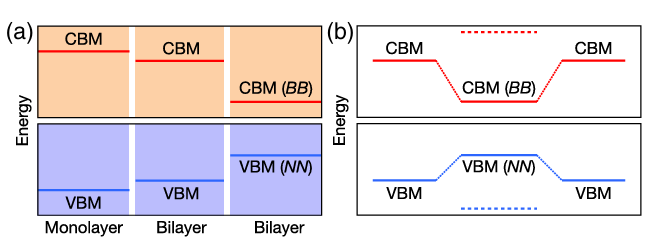 (a)
Energy
CBM
CBM
CBM (BB)
VBM
VBM
VBM (NN)
Monolayer
Bilayer
Bilayer
(b)
Energy
CBM
CBM (BB)
CBM
VBM
VBM (NN)
VBM